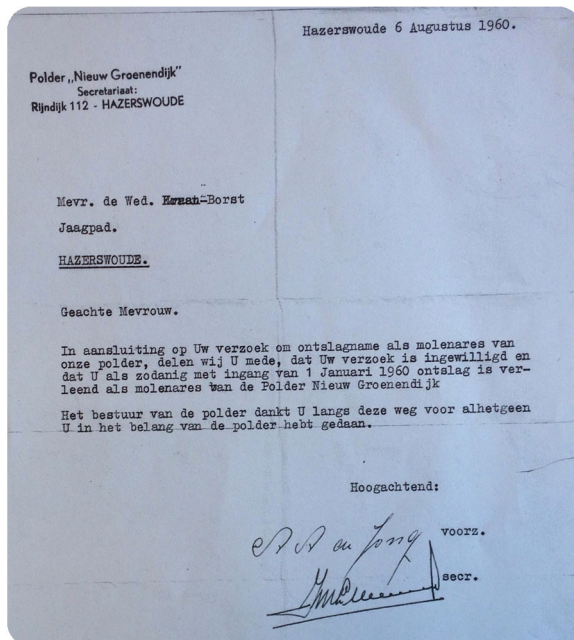 Hazerswoude 6 Augustus 1960.
Polder „Nieuw Groenendijk"
Secretariaat:
Rijndijk 112 - HAZERSWOUDE
Mevr. de Wed. -Borst
Jaagpad.
HAZERSWOUDE.
Geachte Mevrouw.
In aansluiting op Uw verzoek om ontslagname als molenares van
onze polder, delen wij U mede, dat Uw verzoek is ingewilligd en
dat U als zodanig met ingang van 1 Januari 1960 ontslag is ver-
leend als molenares van de Polder Nieuw Groenendijk
Het bestuur van de polder dankt U langs deze weg voor alhetgeen
U in het belang van de polder hebt gedaan.
Hoogachtend:
voorz.
secr.